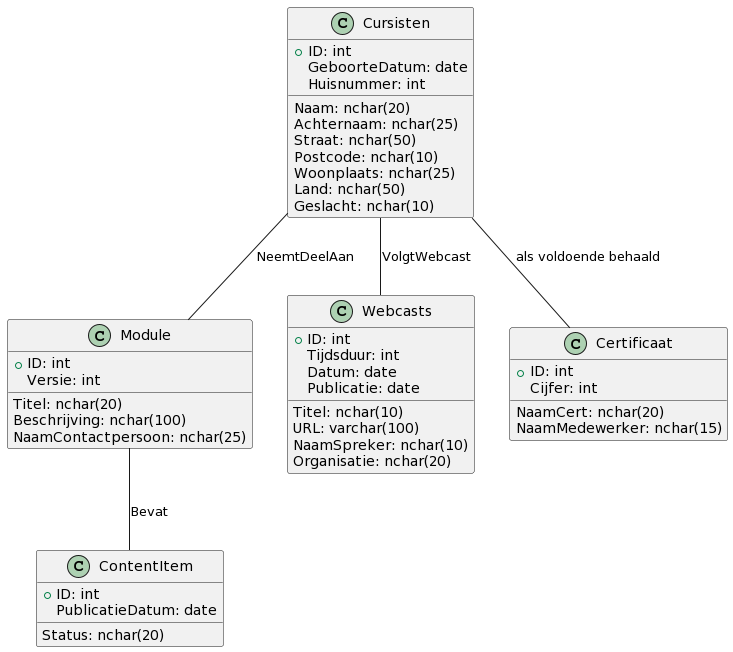 C Cursisten
ID: int
GeboorteDatum: date
Huisnummer: int
Naam: nchar(20)
Achternaam: nchar(25)
Straat: nchar(50)
Postcode: nchar(10)
Woonplaats: nchar(25)
Land: nchar(50)
Geslacht: nchar(10)
NeemtDeelAan
VolgtWebcast
als voldoende behaald
C Module
ID: int
Versie: int
Titel: nchar(20)
Beschrijving: nchar(100)
NaamContactpersoon: nchar(25)
C Webcasts
ID: int
Tijdsduur: int
Datum: date
Publicatie: date
Titel: nchar(10)
URL: varchar(100)
NaamSpreker: nchar(10)
Organisatie: nchar(20)
C Certificaat
ID: int
Cijfer: int
NaamCert: nchar(20)
NaamMedewerker: nchar(15)
Bevat
C ContentItem
ID: int
PublicatieDatum: date
Status: nchar(20)